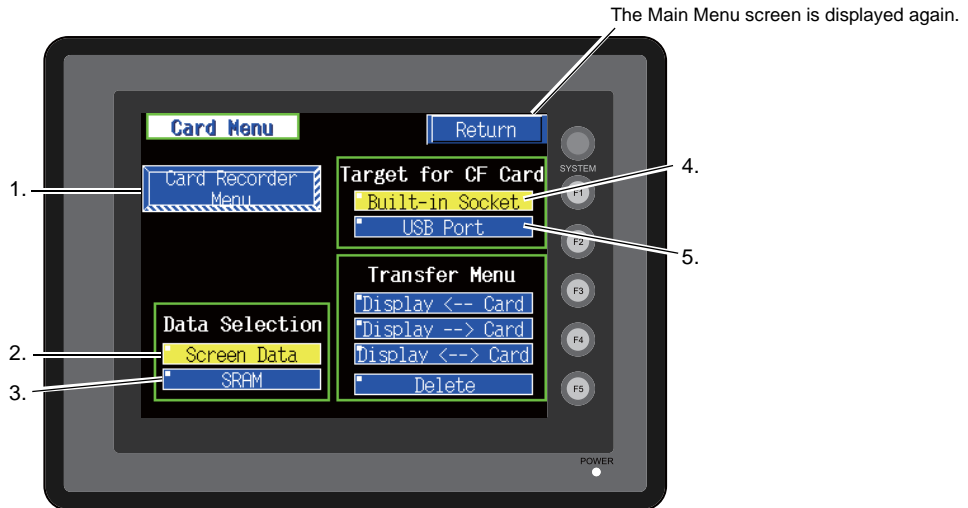 The Main Menu screen is displayed again.
Card Menu
Return
SYSTEM
1.
Card Recorder
Menu
Target for CF Card
4.
Built-in Socket
F1
USB Port
F2
5.
Transfer Menu
F3
Display <-- Card
Data Selection
Display --> Card
F4
2.
Screen Data
Display <--> Card
3.
SRAM
Delete
F5
POWER